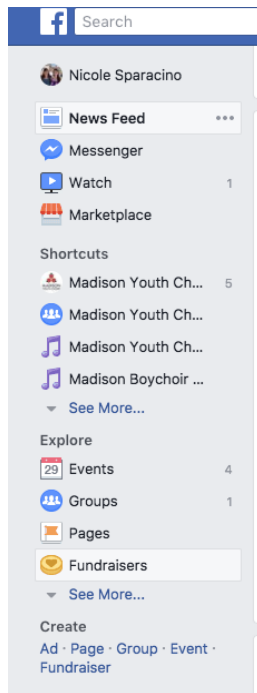 f Search
Nicole Sparacino
News Feed
Messenger
Watch 1
Marketplace
Shortcuts
Madison Youth Ch... 5
Madison Youth Ch...
Madison Youth Ch...
Madison Boychoir ...
See More...
Explore
29 Events 4
Groups 1
Pages
Fundraisers
See More...
Create
Ad · Page · Group · Event ·
Fundraiser